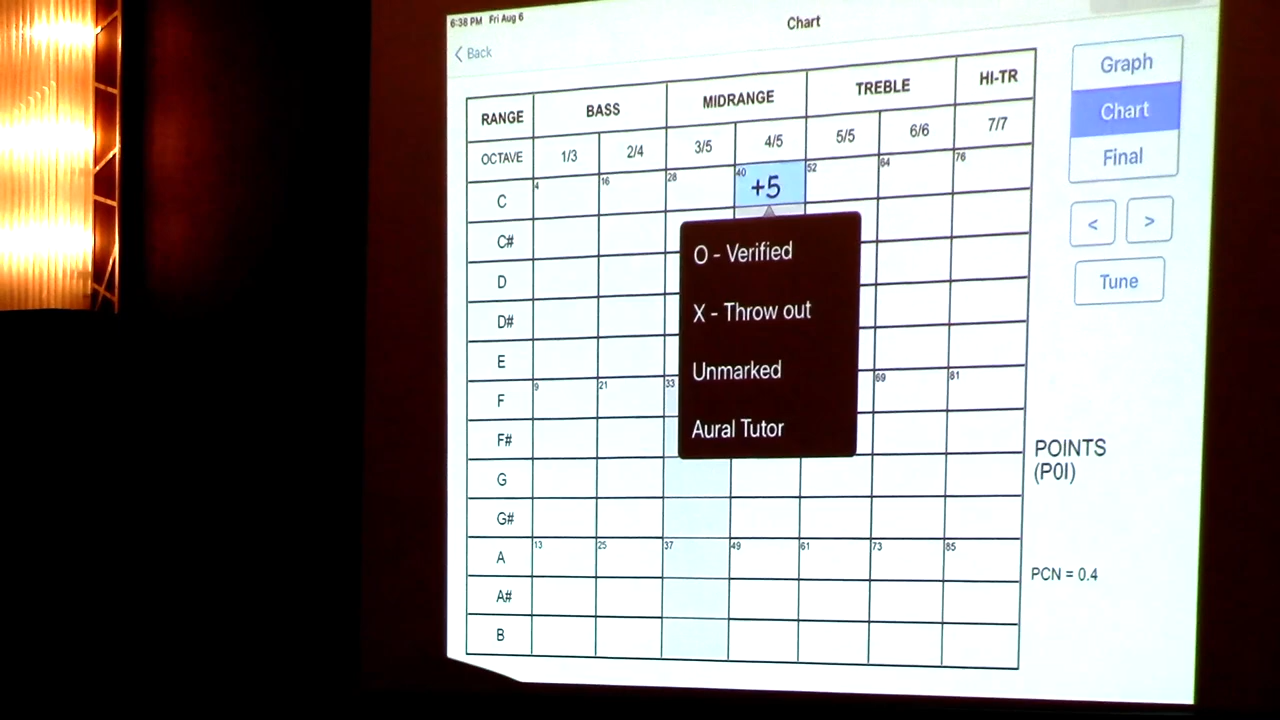 6:38 PM Fri Aug 6
Chart
Back
RANGE BASS MIDRANGE TREBLE HI-TR
OCTAVE 1/3 2/4 3/5 4/5 5/5 6/6 7/7
C 4 16 28 40 +5 52 64 76
C#
D
D#
E
F 9 21 33 69 81
F#
G
G#
A 13 25 37 49 61 73 85
A#
B
O - Verified
X - Throw out
Unmarked
Aural Tutor
Graph
Chart
Final
< >
Tune
POINTS
(P0I)
PCN = 0.4